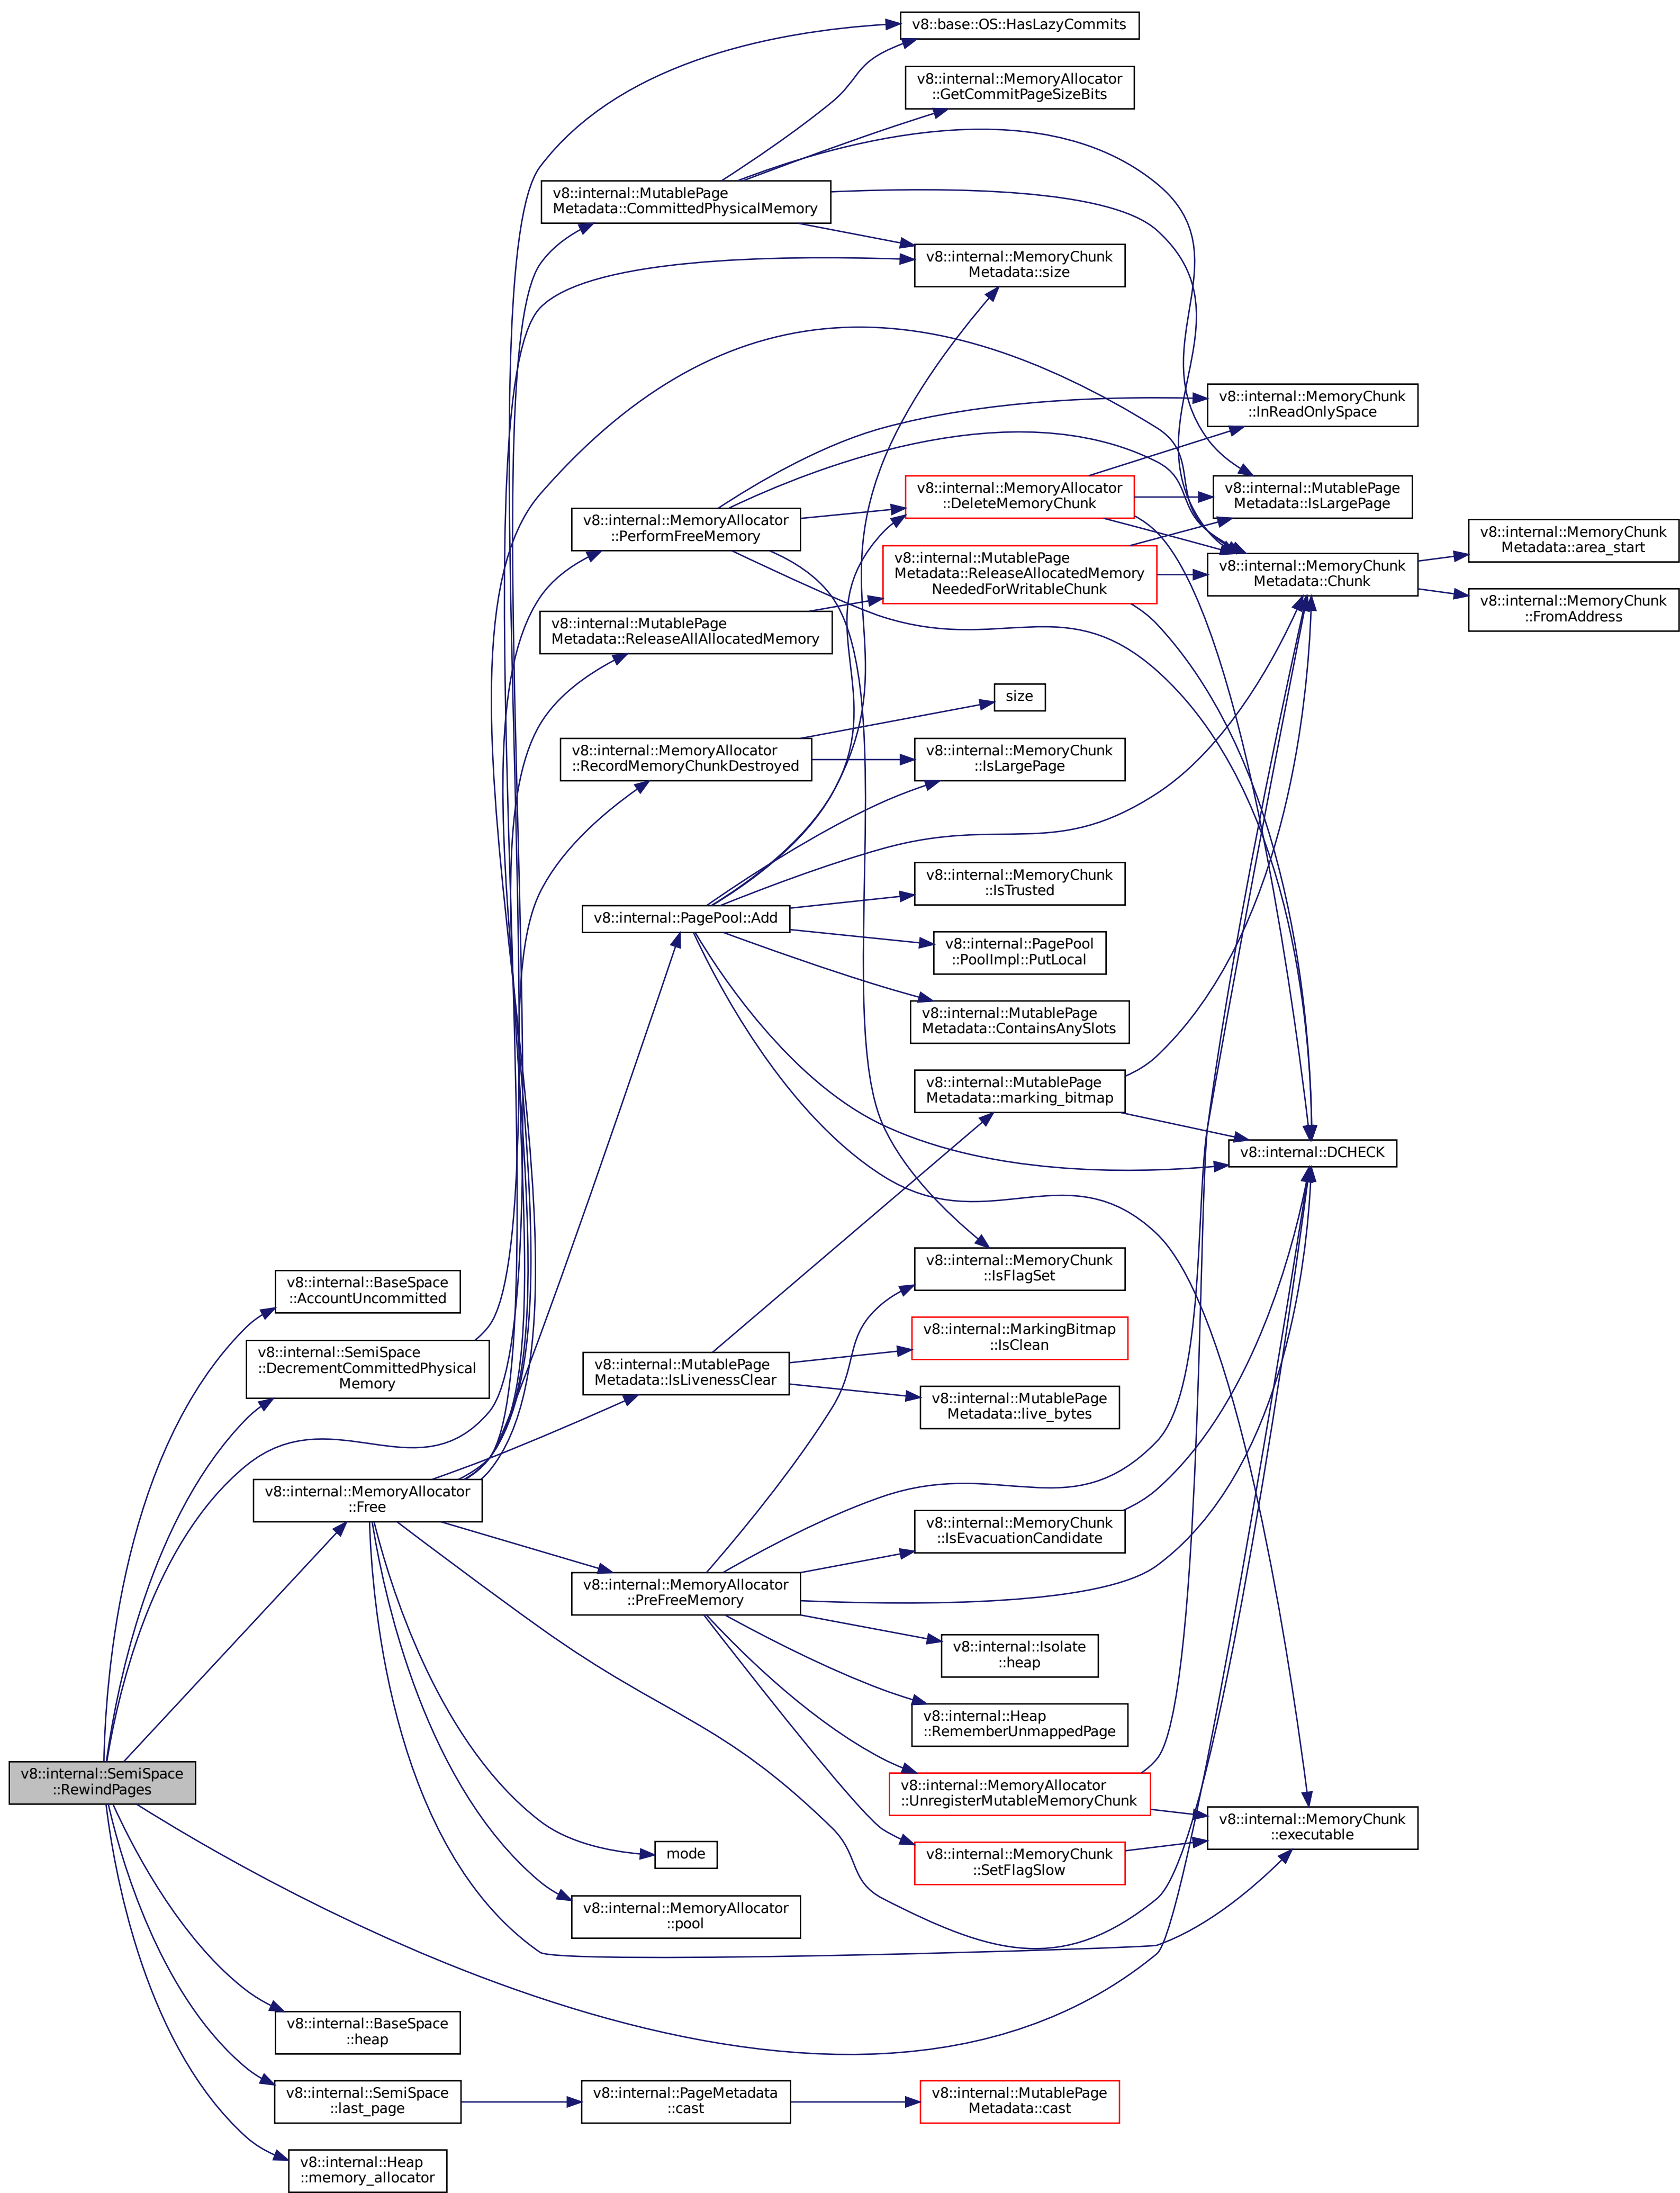 v8::base::OS::HasLazyCommits
v8::internal::MemoryAllocator
::GetCommitPageSizeBits
v8::internal::MutablePage
Metadata::CommittedPhysicalMemory
v8::internal::MemoryChunk
Metadata::size
v8::internal::MemoryChunk
::InReadOnlySpace
v8::internal::MemoryAllocator
::DeleteMemoryChunk
v8::internal::MutablePage
Metadata::IsLargePage
v8::internal::MemoryAllocator
::PerformFreeMemory
v8::internal::MemoryChunk
Metadata::area_start
v8::internal::MutablePage
Metadata::ReleaseAllocatedMemory
NeededForWritableChunk
v8::internal::MemoryChunk
Metadata::Chunk
v8::internal::MemoryChunk
::FromAddress
v8::internal::MutablePage
Metadata::ReleaseAllAllocatedMemory
size
v8::internal::MemoryAllocator
::RecordMemoryChunkDestroyed
v8::internal::MemoryChunk
::IsLargePage
v8::internal::MemoryChunk
::IsTrusted
v8::internal::PagePool::Add
v8::internal::PagePool
::PoolImpl::PutLocal
v8::internal::MutablePage
Metadata::ContainsAnySlots
v8::internal::MutablePage
Metadata::marking_bitmap
v8::internal::DCHECK
v8::internal::MemoryChunk
::IsFlagSet
v8::internal::BaseSpace
::AccountUncommitted
v8::internal::MarkingBitmap
::IsClean
v8::internal::SemiSpace
::DecrementCommittedPhysical
Memory
v8::internal::MutablePage
Metadata::IsLivenessClear
v8::internal::MutablePage
Metadata::live_bytes
v8::internal::MemoryAllocator
::Free
v8::internal::MemoryChunk
::IsEvacuationCandidate
v8::internal::MemoryAllocator
::PreFreeMemory
v8::internal::Isolate
::heap
v8::internal::Heap
::RememberUnmappedPage
v8::internal::SemiSpace
::RewindPages
v8::internal::MemoryAllocator
::UnregisterMutableMemoryChunk
v8::internal::MemoryChunk
::executable
mode
v8::internal::MemoryChunk
::SetFlagSlow
v8::internal::MemoryAllocator
::pool
v8::internal::BaseSpace
::heap
v8::internal::SemiSpace
::last_page
v8::internal::PageMetadata
::cast
v8::internal::MutablePage
Metadata::cast
v8::internal::Heap
::memory_allocator